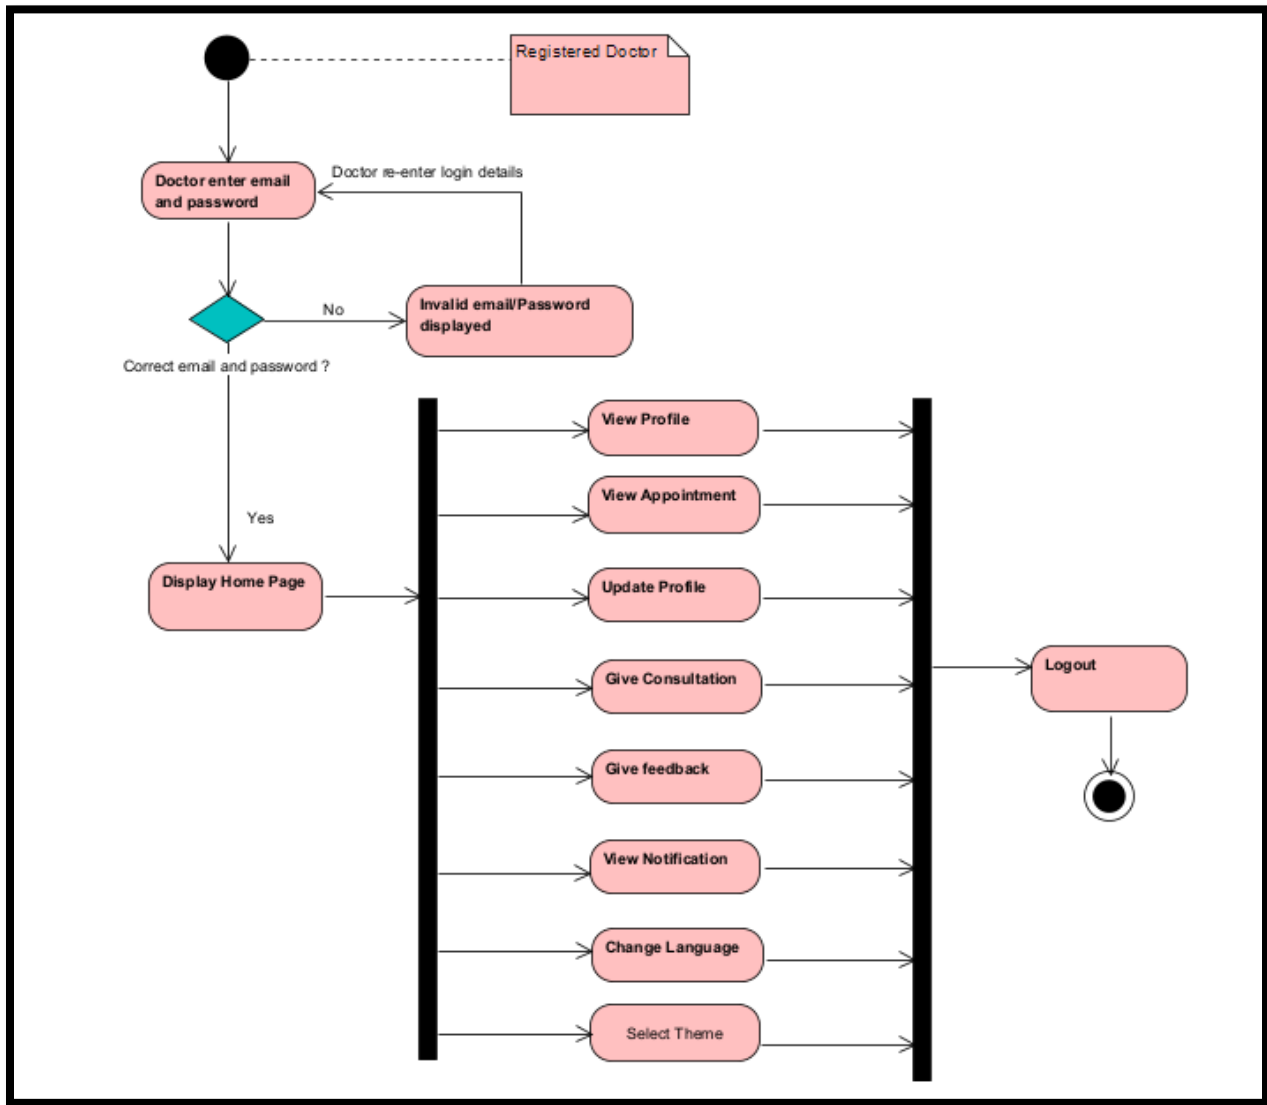 Registered Doctor
Doctor enter email
and password
Doctor re-enter login details
No
Invalid email/Password
displayed
Correct email and password ?
Yes
Display Home Page
View Profile
View Appointment
Update Profile
Give Consultation
Give feedback
View Notification
Change Language
Select Theme
Logout